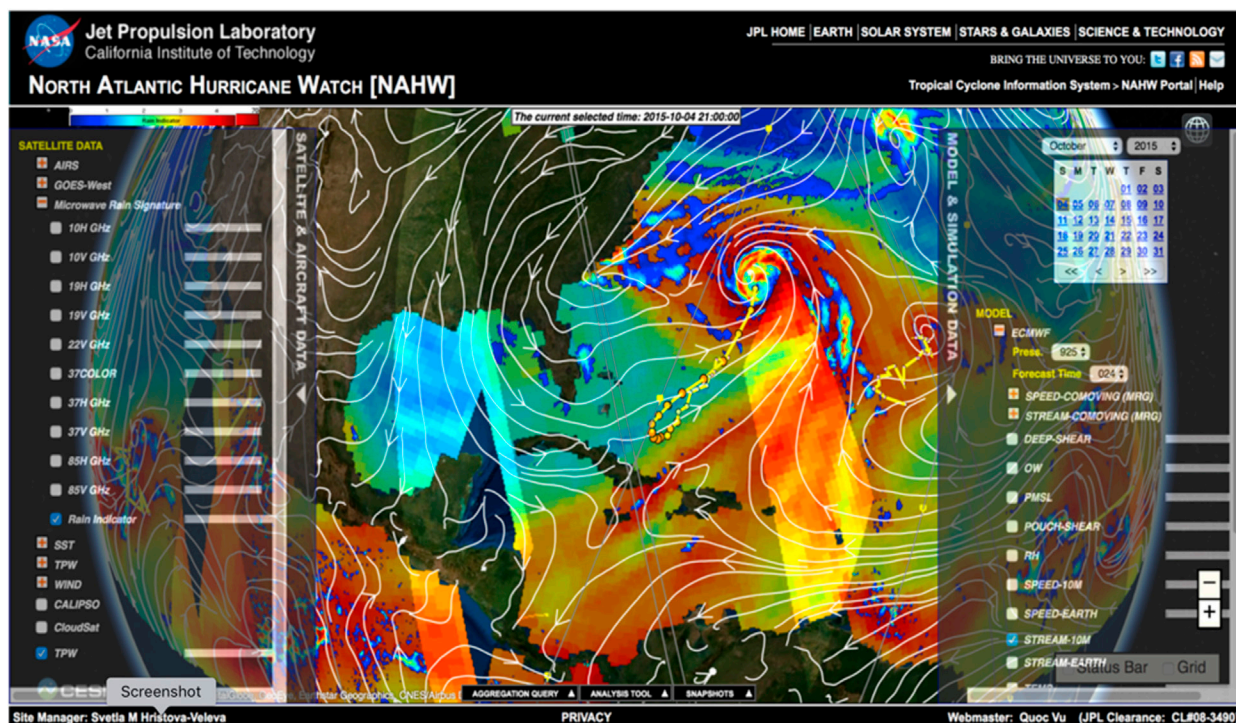 NASA
Jet Propulsion Laboratory
California Institute of Technology
JPL HOME | EARTH | SOLAR SYSTEM | STARS & GALAXIES | SCIENCE & TECHNOLOGY
BRING THE UNIVERSE TO YOU:
NORTH ATLANTIC HURRICANE WATCH [NAHW]
Tropical Cyclone Information System > NAHW Portal | Help
Rain Indicator
The current selected time: 2015-10-04 21:00:00
SATELLITE DATA
AIRS
GOES-West
Microwave Rain Signature
10H GHz
10V GHz
19H GHz
19V GHz
22V GHz
37COLOR
37H GHz
37V GHz
85H GHz
85V GHz
Rain Indicator
SST
TPW
WIND
CALIPSO
CloudSat
TPW
SATELLITE & AIRCRAFT DATA
MODEL & SIMULATION DATA
October 2015
S M T W T F S
01 02 03
04 05 06 07 08 09 10
11 12 13 14 15 16 17
18 19 20 21 22 23 24
25 26 27 28 29 30 31
<< < > >>
MODEL
ECMWF
Press. 925
Forecast Time 024
SPEED-COMOVING (MRG)
STREAM-COMOVING (MRG)
DEEP-SHEAR
OW
PMSL
POUCH-SHEAR
RH
SPEED-10M
SPEED-EARTH
STREAM-10M
STREAM-EARTH
−
+
Status Bar Grid
Screenshot
Earthstar Geographics, CNES/Airbus
AGGREGATION QUERY
ANALYSIS TOOL
SNAPSHOTS
Site Manager: Svetla M Hristova-Veleva
PRIVACY
Webmaster: Quoc Vu (JPL Clearance: CL#08-3490